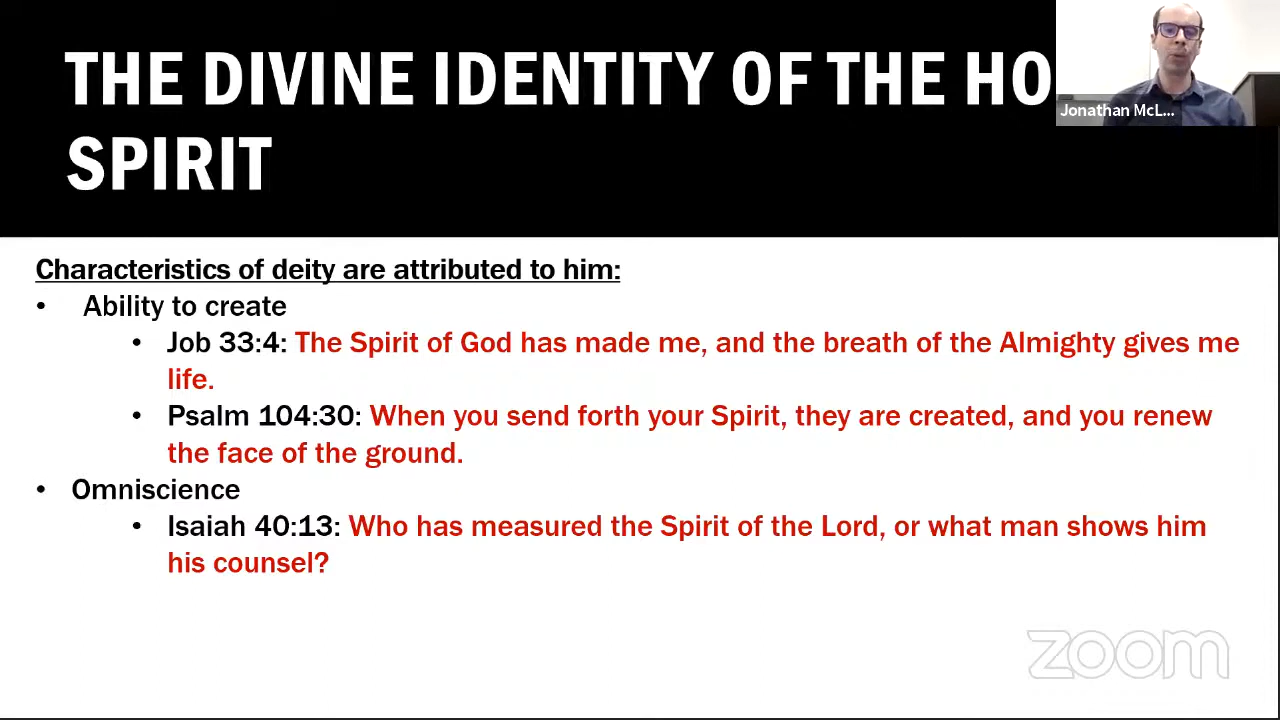 THE DIVINE IDENTITY OF THE HO
SPIRIT
Jonathan McL...
Characteristics of deity are attributed to him:
• Ability to create
• Job 33:4: The Spirit of God has made me, and the breath of the Almighty gives me
life.
• Psalm 104:30: When you send forth your Spirit, they are created, and you renew
the face of the ground.
• Omniscience
• Isaiah 40:13: Who has measured the Spirit of the Lord, or what man shows him
his counsel?
zoom